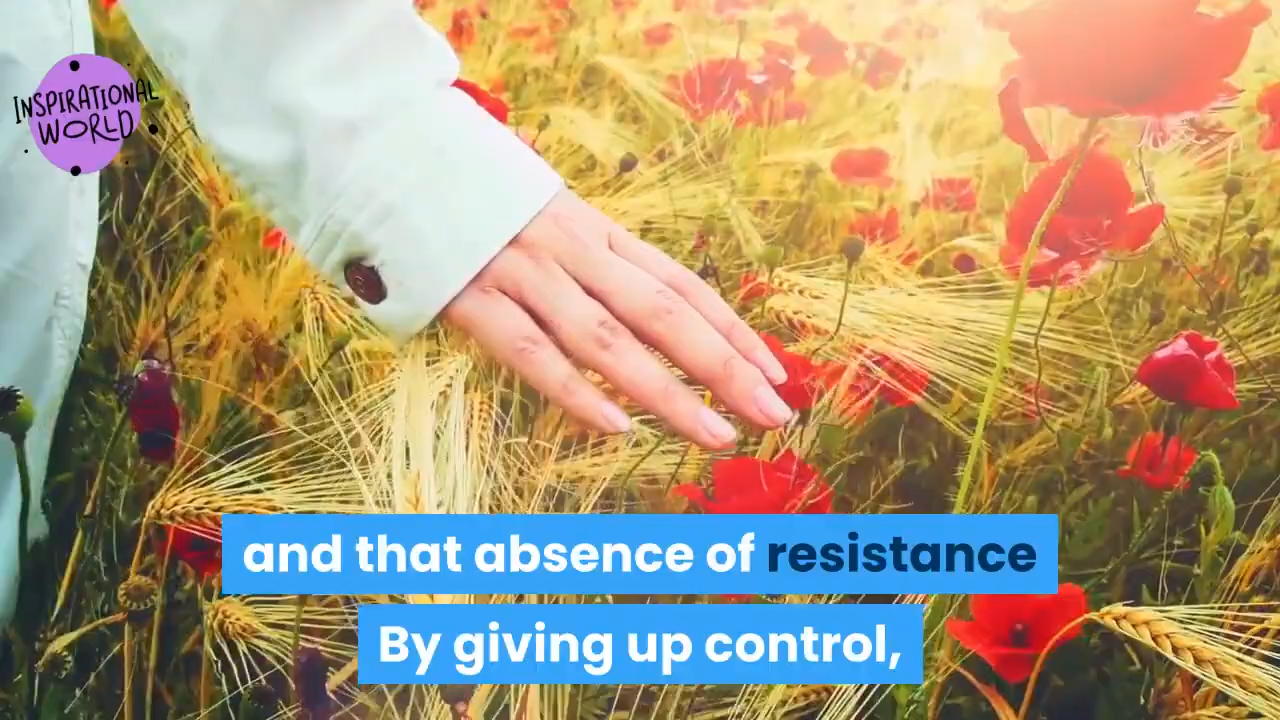 INSPIRATIONAL
WORLD
and that absence of resistance
By giving up control,